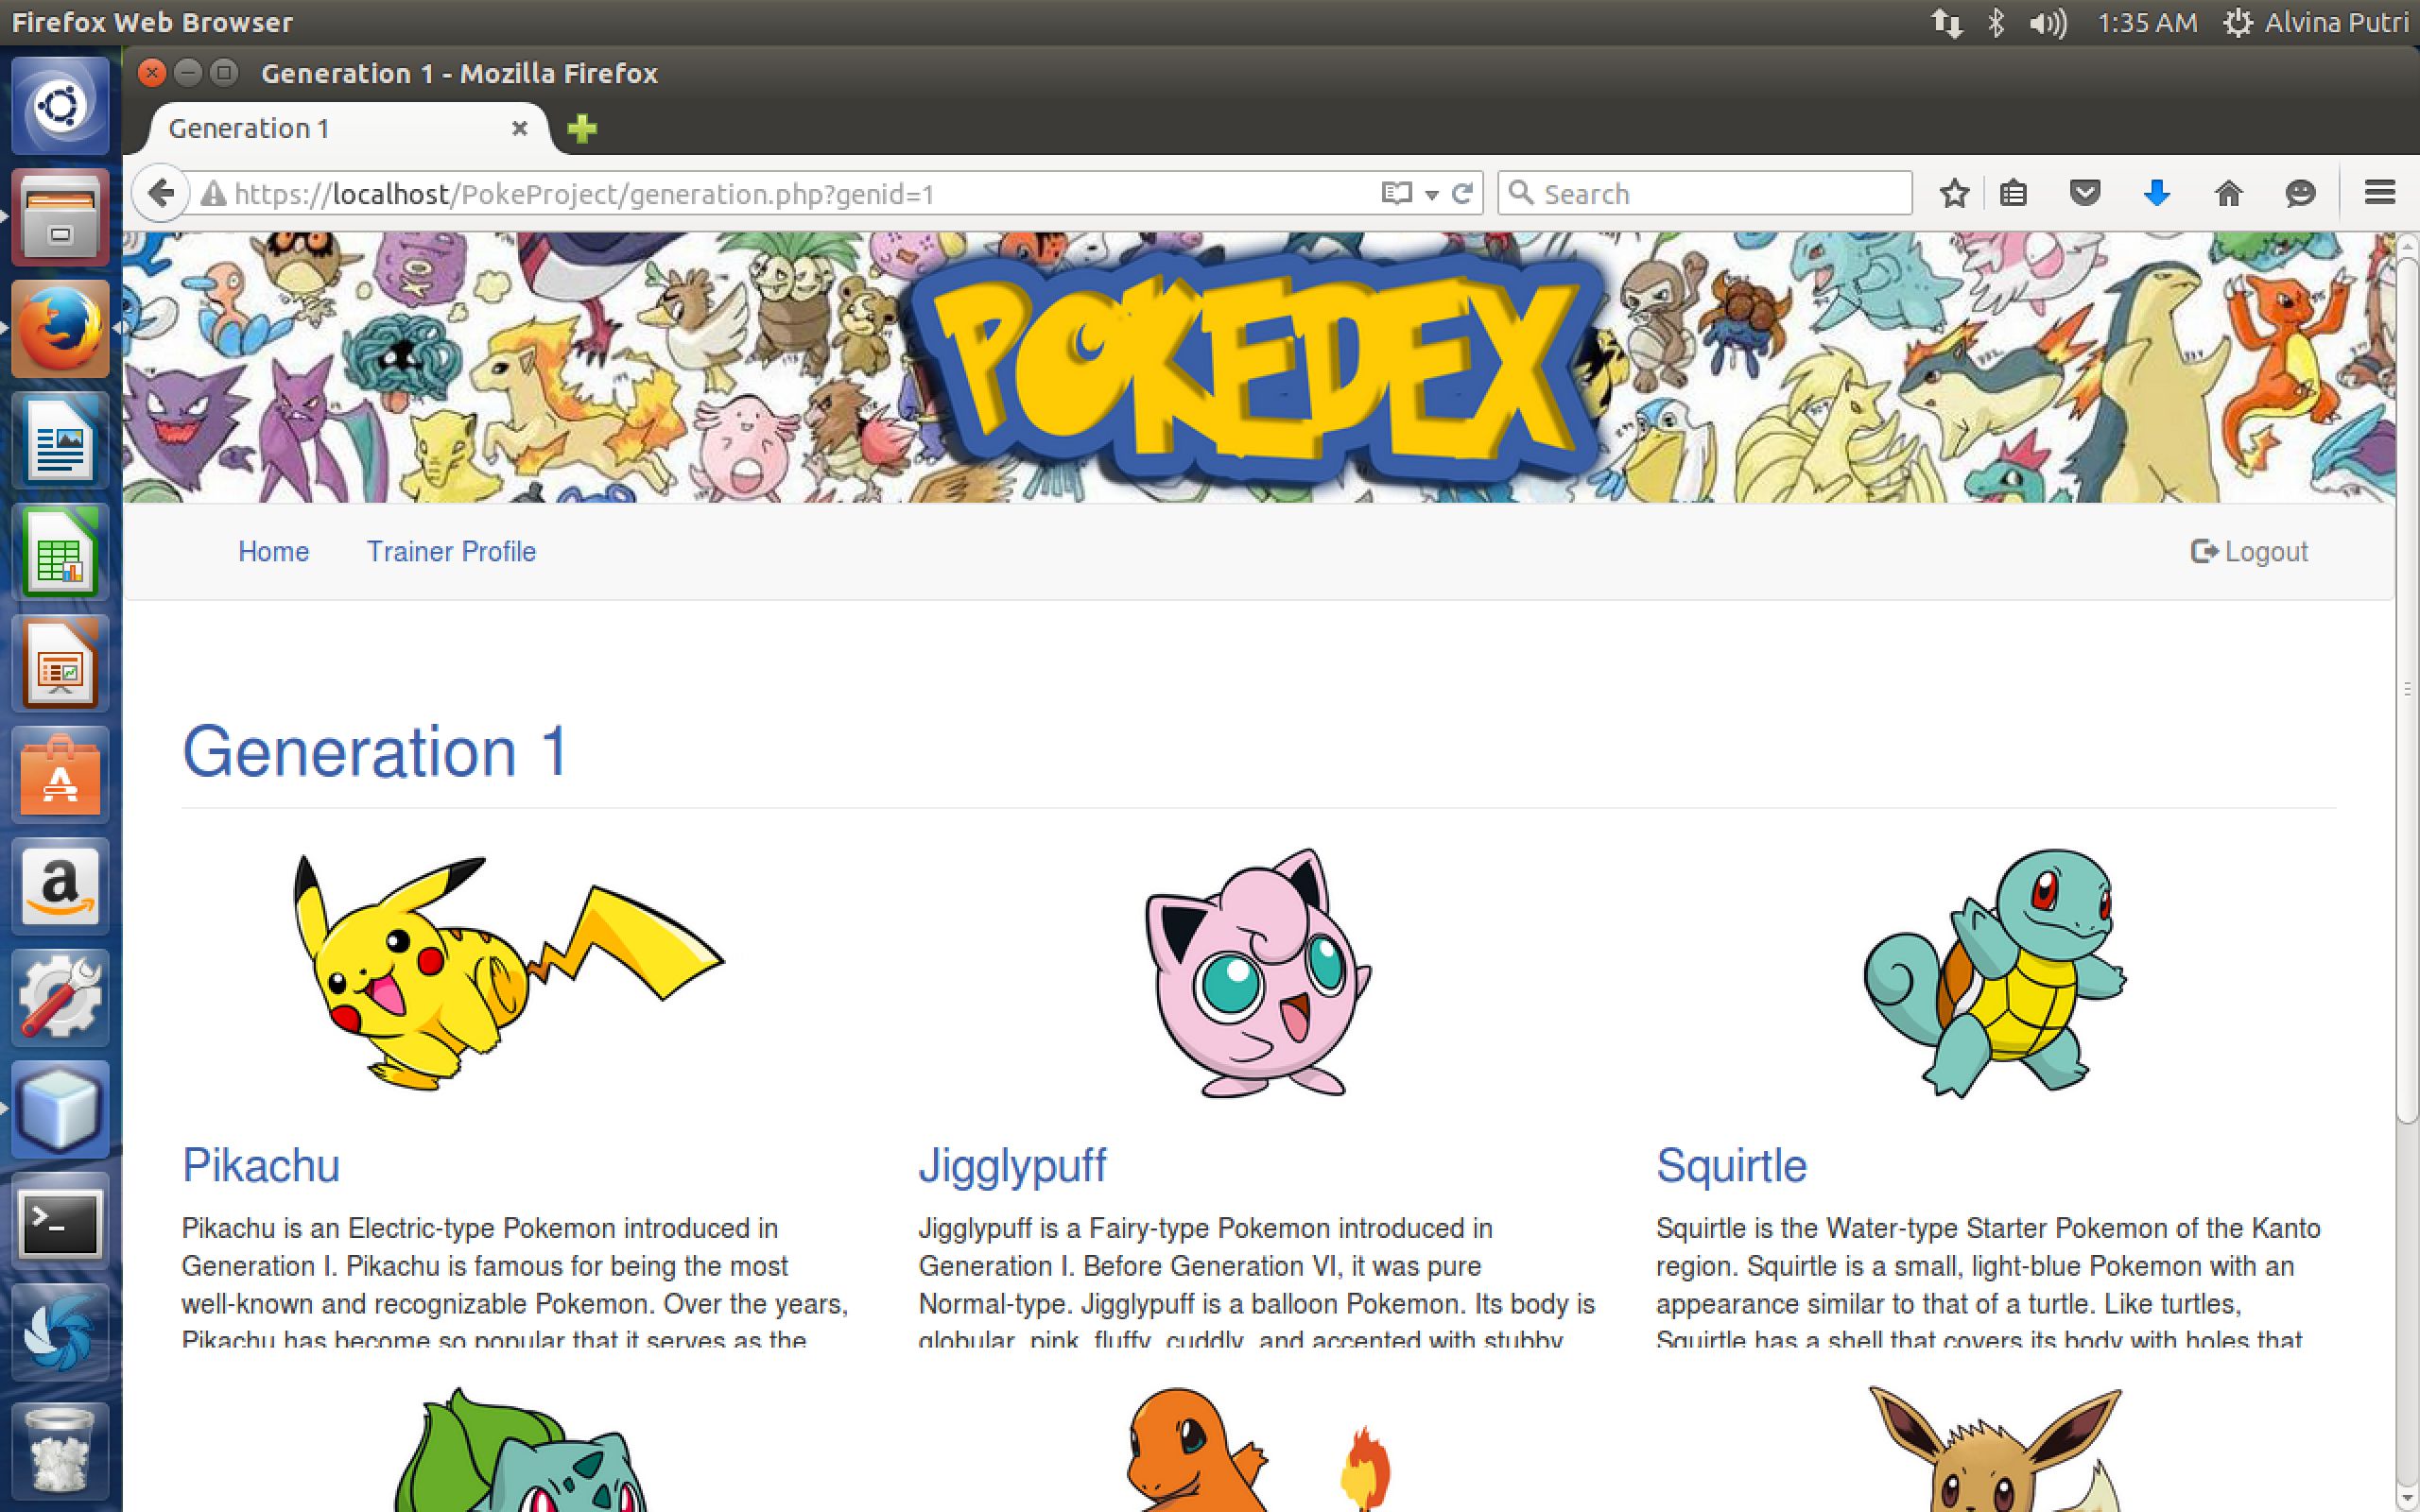 Firefox Web Browser
1:35 AM
Alvina Putri
Generation 1 - Mozilla Firefox
Generation 1
https://localhost/PokeProject/generation.php?genid=1
Search
POKEDEX
Home
Trainer Profile
Logout
Generation 1
Pikachu
Pikachu is an Electric-type Pokemon introduced in
Generation I. Pikachu is famous for being the most
well-known and recognizable Pokemon. Over the years,
Pikachu has become so popular that it serves as the
Jigglypuff
Jigglypuff is a Fairy-type Pokemon introduced in
Generation I. Before Generation VI, it was pure
Normal-type. Jigglypuff is a balloon Pokemon. Its body is
globular, pink, fluffy, cuddly, and accented with stubby
Squirtle
Squirtle is the Water-type Starter Pokemon of the Kanto
region. Squirtle is a small, light-blue Pokemon with an
appearance similar to that of a turtle. Like turtles,
Squirtle has a shell that covers its body with holes that